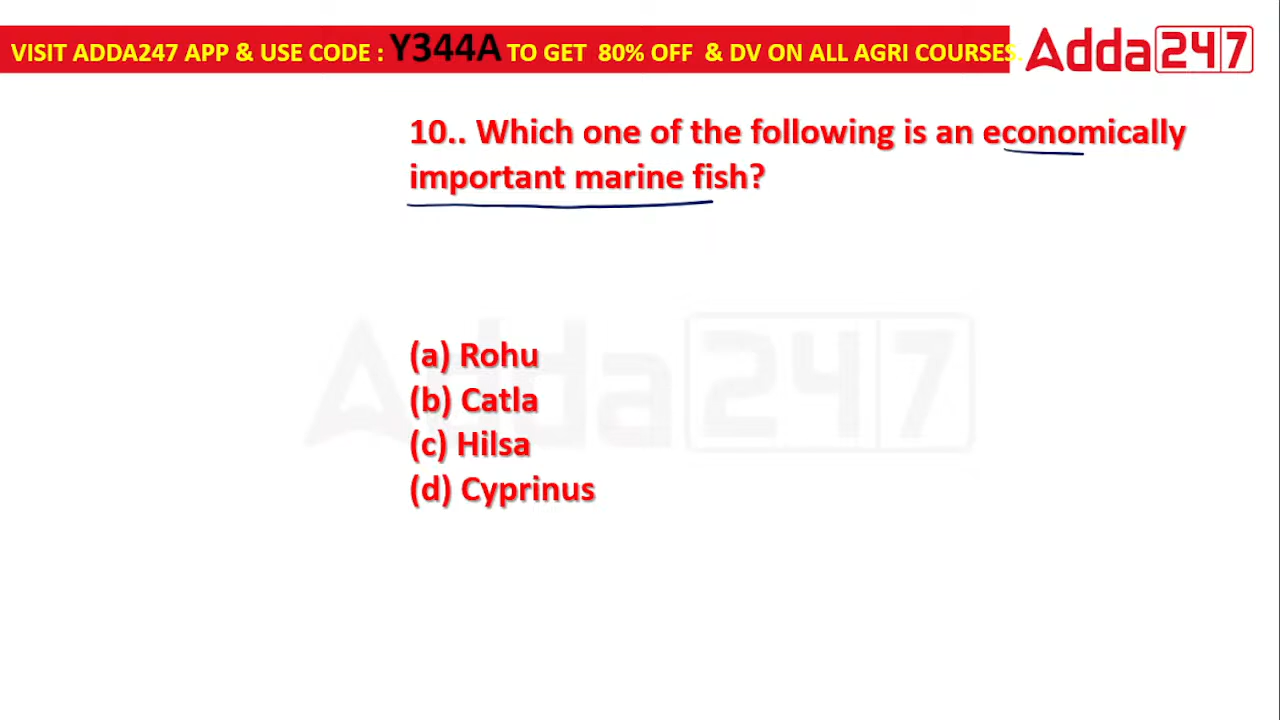 VISIT ADDA247 APP & USE CODE : Y344A TO GET 80% OFF & DV ON ALL AGRI COURSES.
Adda247
10.. Which one of the following is an economically
important marine fish?
Adda247
(a) Rohu
(b) Catla
(c) Hilsa
(d) Cyprinus